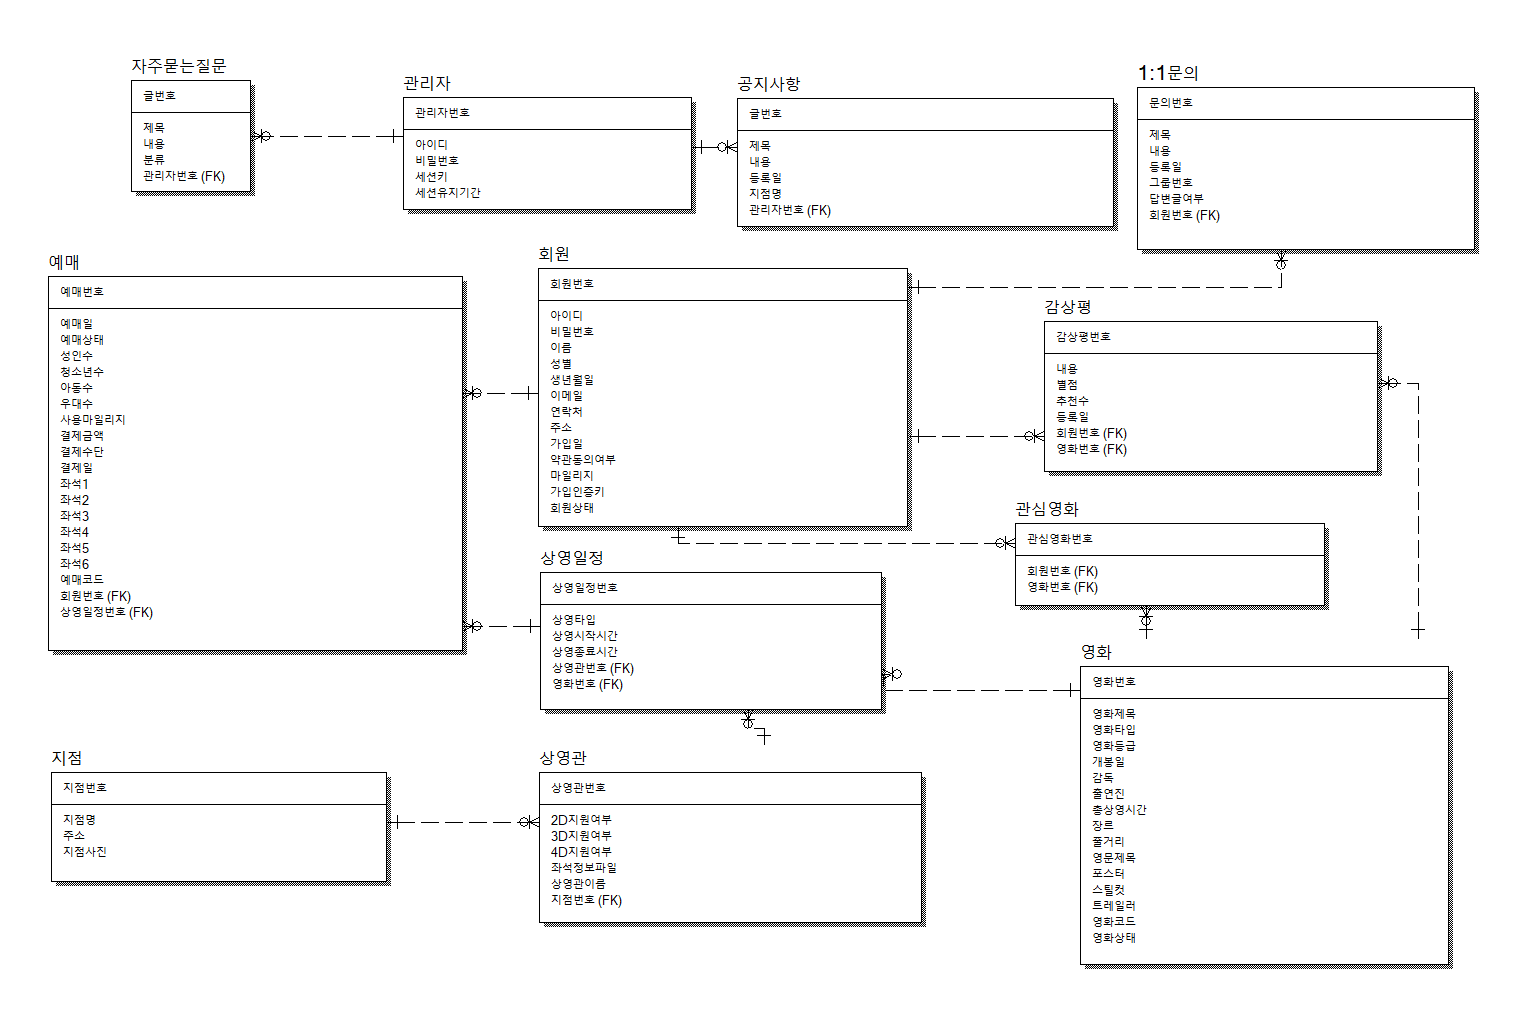 자주묻는질문
글번호
제목
내용
분류
관리자번호 (FK)
관리자
관리자번호
아이디
비밀번호
세션키
세션유지기간
공지사항
글번호
제목
내용
등록일
지점명
관리자번호 (FK)
1:1문의
문의번호
제목
내용
등록일
그룹번호
답변글여부
회원번호 (FK)
예매
예매번호
예매일
예매상태
성인수
청소년수
아동수
우대수
사용마일리지
결제금액
결제수단
결제일
좌석1
좌석2
좌석3
좌석4
좌석5
좌석6
예매코드
회원번호 (FK)
상영일정번호 (FK)
회원
회원번호
아이디
비밀번호
이름
성별
생년월일
이메일
연락처
주소
가입일
약관동의여부
마일리지
가입인증키
회원상태
감상평
감상평번호
내용
별점
추천수
등록일
회원번호 (FK)
영화번호 (FK)
관심영화
관심영화번호
회원번호 (FK)
영화번호 (FK)
상영일정
상영일정번호
상영타입
상영시작시간
상영종료시간
상영관번호 (FK)
영화번호 (FK)
영화
영화번호
영화제목
영화타입
영화등급
개봉일
감독
출연진
총상영시간
장르
줄거리
영문제목
포스터
스틸컷
트레일러
영화코드
영화상태
지점
지점번호
지점명
주소
지점사진
상영관
상영관번호
2D지원여부
3D지원여부
4D지원여부
좌석정보파일
상영관이름
지점번호 (FK)